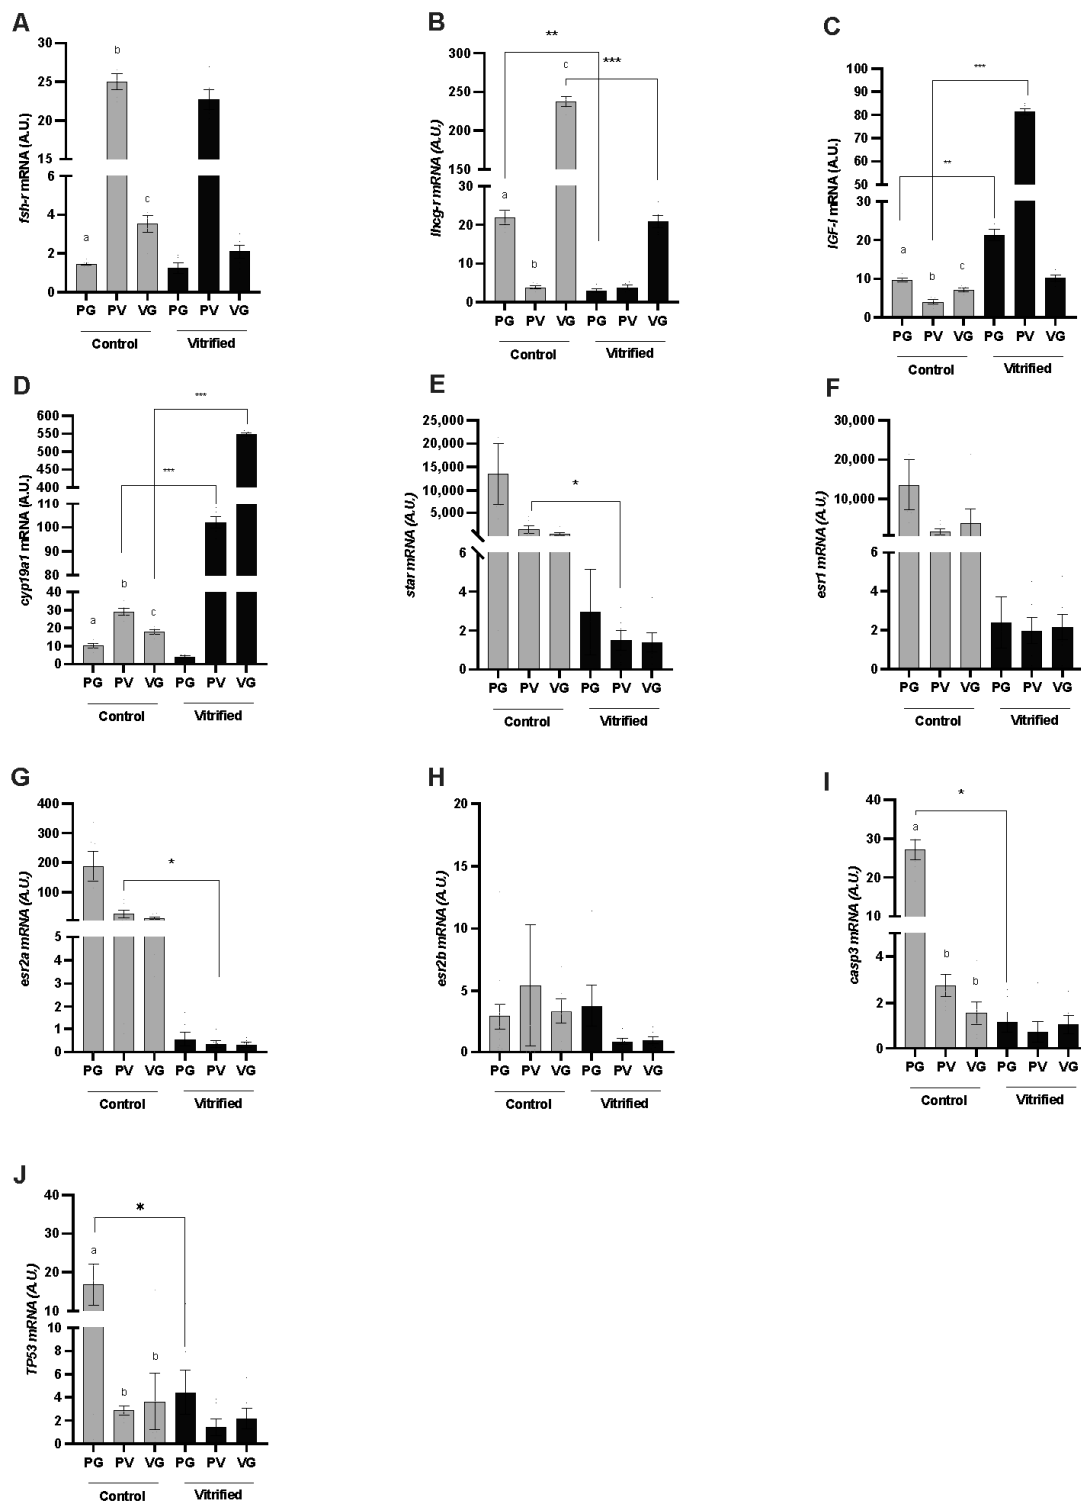 A
fsh-r mRNA (A.U.)
30
25
20
15
6
4
2
0
a
b
c
PG PV VG PG PV VG
Control Vitrified
B
lhcg-r mRNA (A.U.)
300
250
200
150
30
20
10
0
**
***
a
b
c
PG PV VG PG PV VG
Control Vitrified
C
IGF-I mRNA (A.U.)
100
90
80
70
60
50
30
20
10
0
***
**
a
b
c
PG PV VG PG PV VG
Control Vitrified
D
cyp19a1 mRNA (A.U.)
600
550
500
450
400
110
100
90
80
40
30
20
10
0
***
***
a
b
c
PG PV VG PG PV VG
Control Vitrified
E
star mRNA (A.U.)
25,000
20,000
15,000
10,000
5,000
6
4
2
0
*
PG PV VG PG PV VG
Control Vitrified
F
esr1 mRNA (A.U.)
30,000
20,000
10,000
6
4
2
0
PG PV VG PG PV VG
Control Vitrified
G
esr2a mRNA (A.U.)
400
300
200
100
5
4
3
2
1
0
*
PG PV VG PG PV VG
Control Vitrified
H
esr2b mRNA (A.U.)
20
15
10
5
0
PG PV VG PG PV VG
Control Vitrified
I
casp3 mRNA (A.U.)
40
30
20
10
4
2
0
*
a
b
b
PG PV VG PG PV VG
Control Vitrified
J
TP53 mRNA (A.U.)
40
30
20
10
10
8
6
4
2
0
*
a
b
b
PG PV VG PG PV VG
Control Vitrified